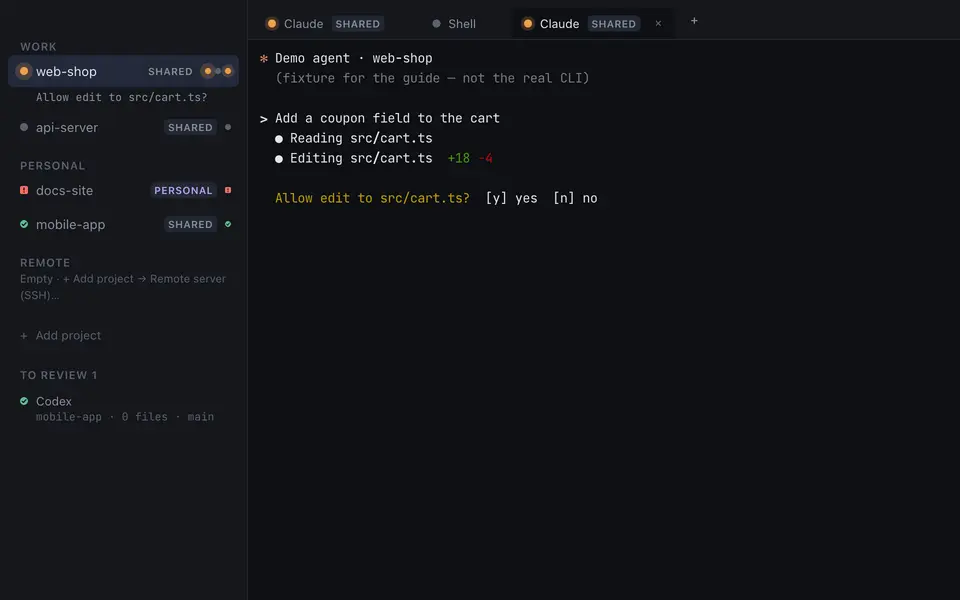 WORK
web-shop SHARED
Allow edit to src/cart.ts?
api-server SHARED
PERSONAL
docs-site PERSONAL
mobile-app SHARED
REMOTE
Empty · + Add project → Remote server
(SSH)…
+ Add project
TO REVIEW 1
Codex
mobile-app · 0 files · main
Claude SHARED Shell Claude SHARED × +
* Demo agent · web-shop
(fixture for the guide — not the real CLI)
> Add a coupon field to the cart
● Reading src/cart.ts
● Editing src/cart.ts +18 -4
Allow edit to src/cart.ts? [y] yes [n] no